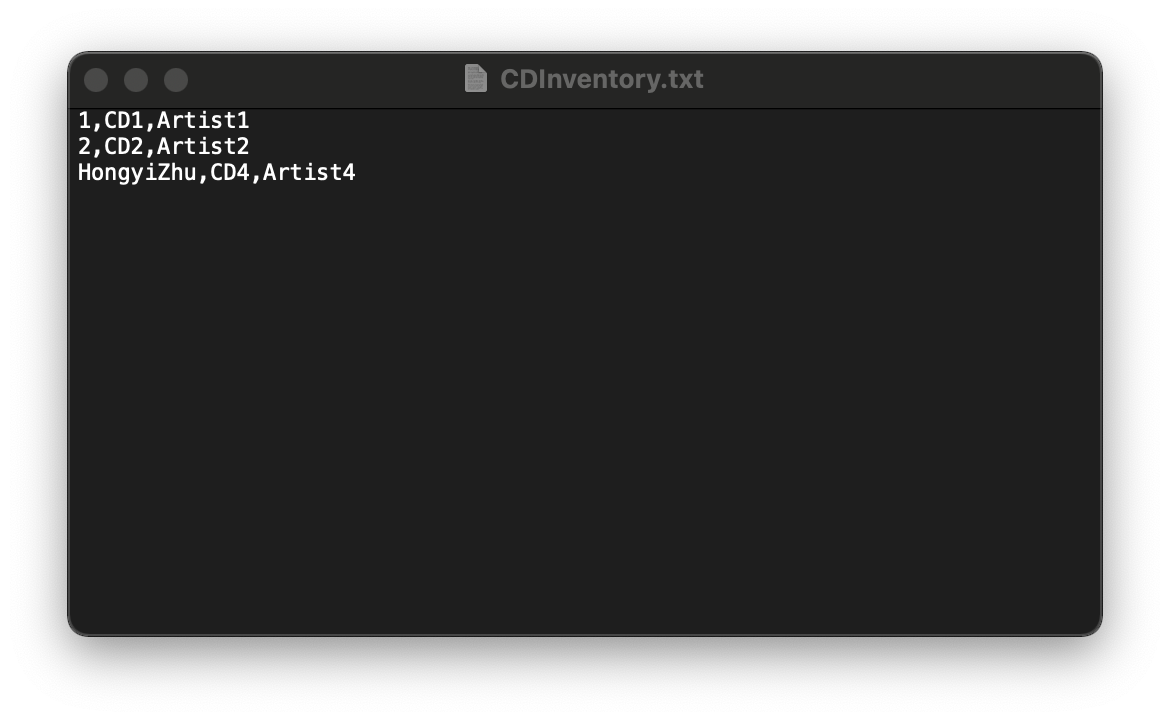 CDInventory.txt
1,CD1,Artist1
2,CD2,Artist2
HongyiZhu,CD4,Artist4